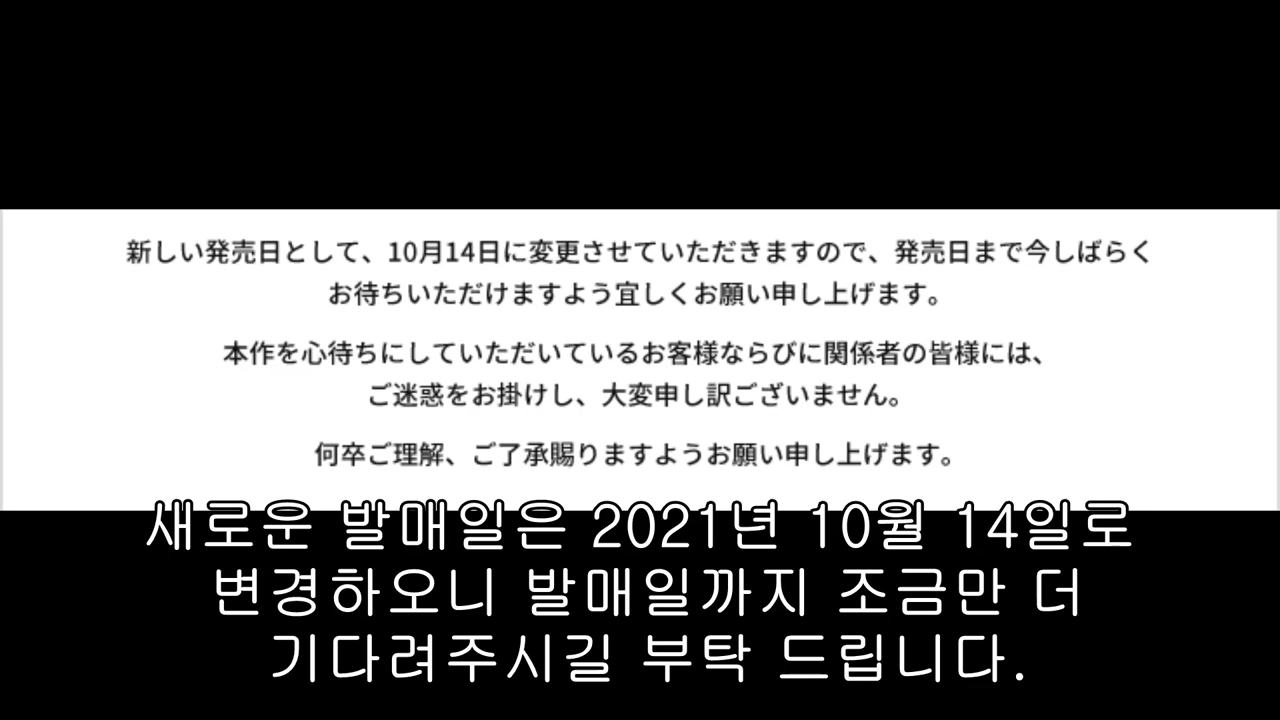 新しい発売日として、10月14日に変更させていただきますので、発売日まで今しばらく
お待ちいただけますよう宜しくお願い申し上げます。
本作を心待ちにしていただいているお客様ならびに関係者の皆様には、
ご迷惑をお掛けし、大変申し訳ございません。
何卒ご理解、ご了承賜りますようお願い申し上げます。
새로운 발매일은 2021년 10월 14일로
변경하오니 발매일까지 조금만 더
기다려주시길 부탁 드립니다.